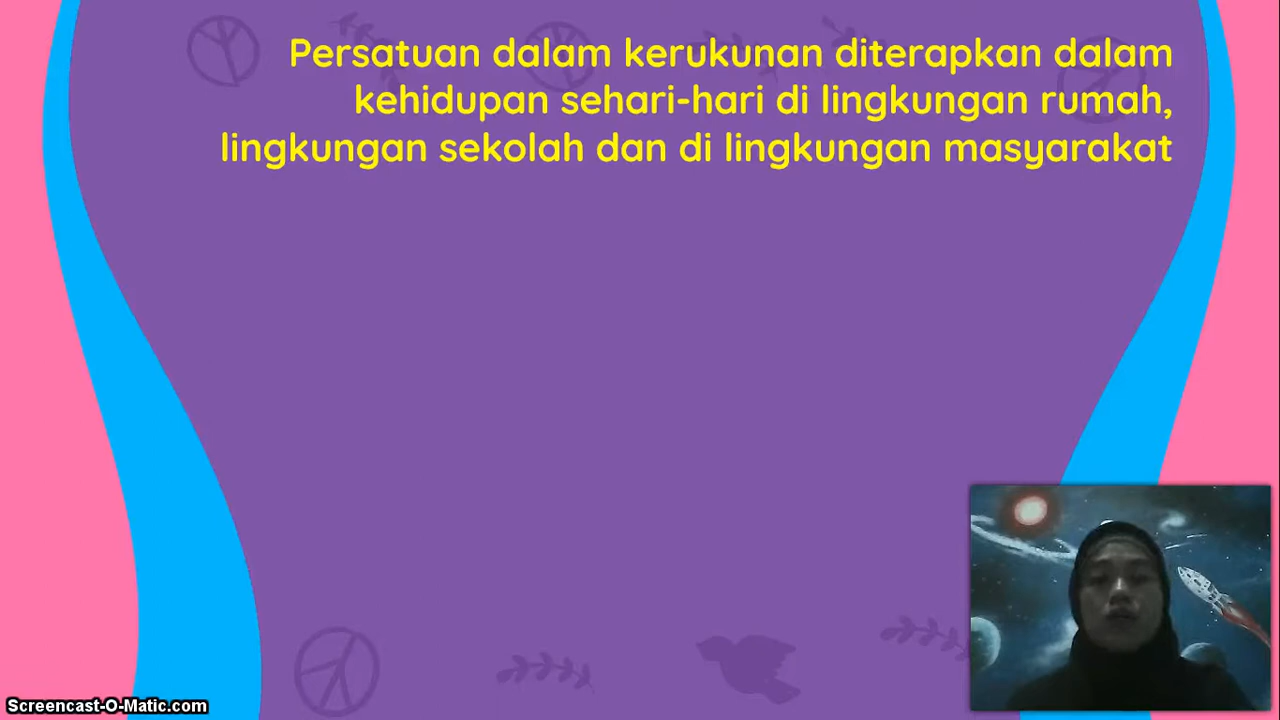 Persatuan dalam kerukunan diterapkan dalam
kehidupan sehari-hari di lingkungan rumah,
lingkungan sekolah dan di lingkungan masyarakat
Screencast-O-Matic.com